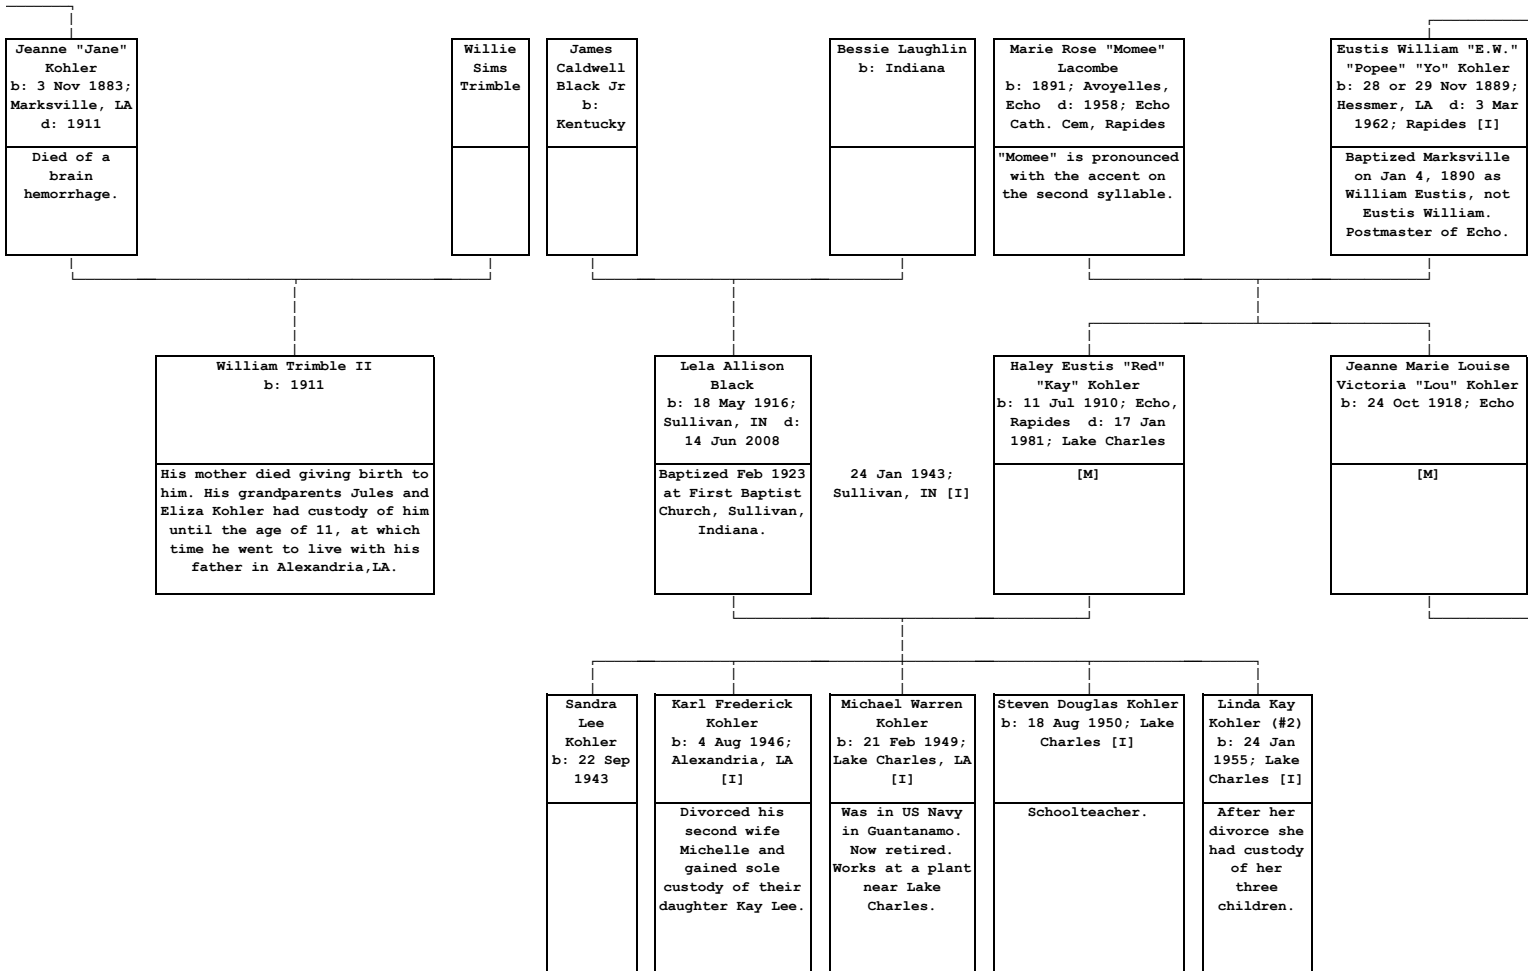 Jeanne "Jane"
Kohler
b: 3 Nov 1883;
Marksville, LA
d: 1911
Died of a
brain
hemorrhage.
Willie
Sims
Trimble
James
Caldwell
Black Jr
b:
Kentucky
Bessie Laughlin
b: Indiana
Marie Rose "Momee"
Lacombe
b: 1891; Avoyelles,
Echo d: 1958; Echo
Cath. Cem, Rapides
"Momee" is pronounced
with the accent on
the second syllable.
Eustis William "E.W."
"Popee" "Yo" Kohler
b: 28 or 29 Nov 1889;
Hessmer, LA d: 3 Mar
1962; Rapides [I]
Baptized Marksville
on Jan 4, 1890 as
William Eustis, not
Eustis William.
Postmaster of Echo.
William Trimble II
b: 1911
His mother died giving birth to
him. His grandparents Jules and
Eliza Kohler had custody of him
until the age of 11, at which
time he went to live with his
father in Alexandria,LA.
Lela Allison
Black
b: 18 May 1916;
Sullivan, IN d:
14 Jun 2008
Baptized Feb 1923
at First Baptist
Church, Sullivan,
Indiana.
24 Jan 1943;
Sullivan, IN [I]
Haley Eustis "Red"
"Kay" Kohler
b: 11 Jul 1910; Echo,
Rapides d: 17 Jan
1981; Lake Charles
[M]
Jeanne Marie Louise
Victoria "Lou" Kohler
b: 24 Oct 1918; Echo
[M]
Sandra
Lee
Kohler
b: 22 Sep
1943
Karl Frederick
Kohler
b: 4 Aug 1946;
Alexandria, LA
[I]
Divorced his
second wife
Michelle and
gained sole
custody of their
daughter Kay Lee.
Michael Warren
Kohler
b: 21 Feb 1949;
Lake Charles, LA
[I]
Was in US Navy
in Guantanamo.
Now retired.
Works at a plant
near Lake
Charles.
Steven Douglas Kohler
b: 18 Aug 1950; Lake
Charles [I]
Schoolteacher.
Linda Kay
Kohler (#2)
b: 24 Jan
1955; Lake
Charles [I]
After her
divorce she
had custody
of her
three
children.